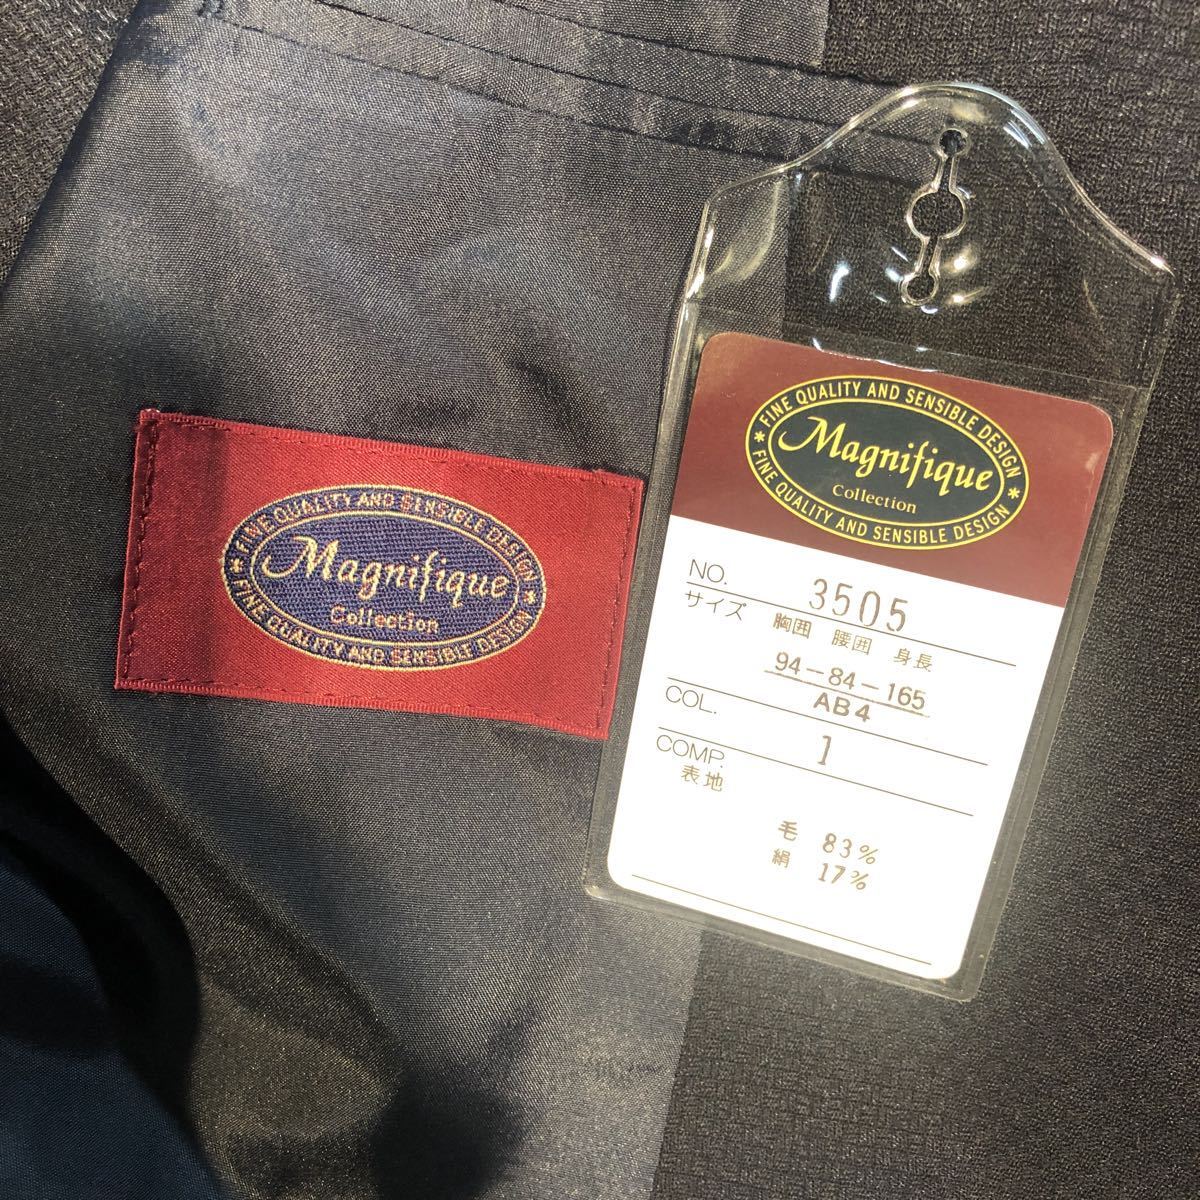 FINE QUALITY AND SENSIBLE DESIGN
Magnifique
Collection
FINE QUALITY AND SENSIBLE DESIGN
FINE QUALITY AND SENSIBLE DESIGN
Magnifique
Collection
FINE QUALITY AND SENSIBLE DESIGN
NO. 3505
サイズ 胸囲 腰囲 身長
94-84-165
AB4
COL. 1
COMP.
表地
毛 83%
絹 17%